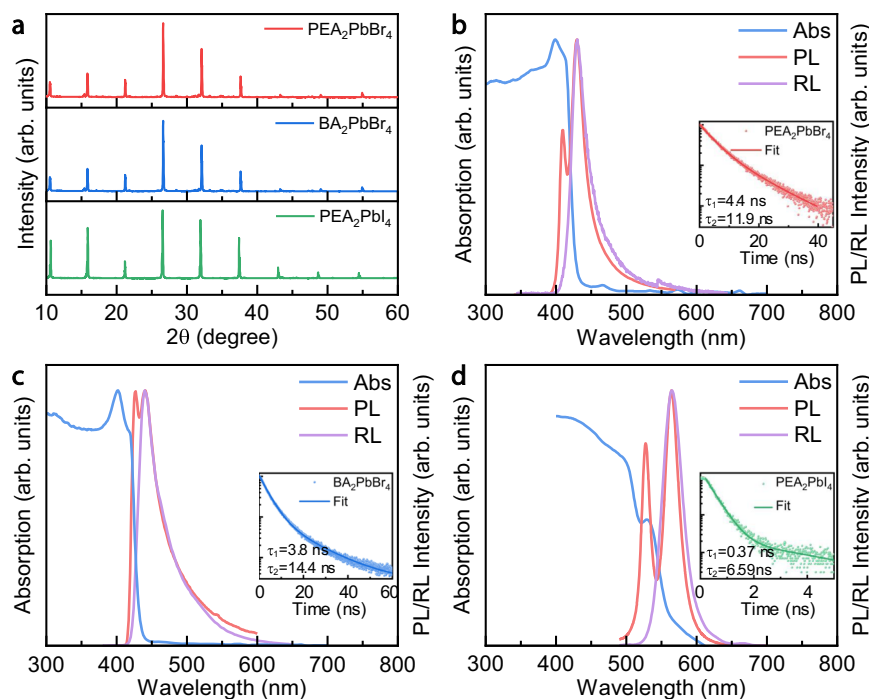 a
Intensity (arb. units)
PEA₂PbBr₄
BA₂PbBr₄
PEA₂PbI₄
10 20 30 40 50 60
2θ (degree)
b
Absorption (arb. units)
Abs
PL
RL
PEA₂PbBr₄
Fit
τ₁=4.4 ns
τ₂=11.9 ns
0 20 40
Time (ns)
PL/RL Intensity (arb. units)
300 400 500 600 700 800
Wavelength (nm)
c
Absorption (arb. units)
Abs
PL
RL
BA₂PbBr₄
Fit
τ₁=3.8 ns
τ₂=14.4 ns
0 20 40 60
Time (ns)
PL/RL Intensity (arb. units)
300 400 500 600 700 800
Wavelength (nm)
d
Absorption (arb. units)
Abs
PL
RL
PEA₂PbI₄
Fit
τ₁=0.37 ns
τ₂=6.59ns
0 2 4
Time (ns)
PL/RL Intensity (arb. units)
300 400 500 600 700 800
Wavelength (nm)